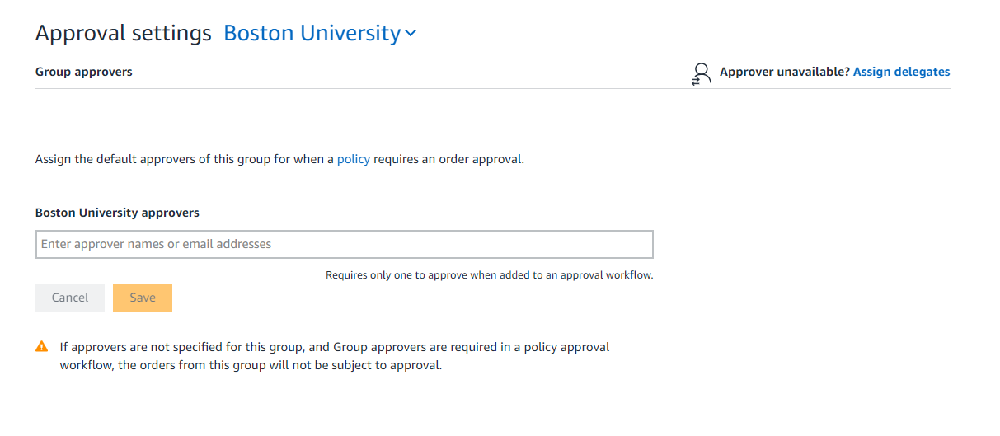 Approval settings Boston University
Group approvers
Approver unavailable? Assign delegates
Assign the default approvers of this group for when a policy requires an order approval.
Boston University approvers
Enter approver names or email addresses
Requires only one to approve when added to an approval workflow.
Cancel Save
If approvers are not specified for this group, and Group approvers are required in a policy approval
workflow, the orders from this group will not be subject to approval.